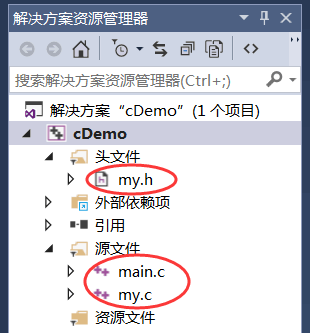 解决方案资源管理器
搜索解决方案资源管理器(Ctrl+;)
解决方案“cDemo”(1 个项目)
cDemo
头文件
my.h
外部依赖项
引用
源文件
main.c
my.c
资源文件